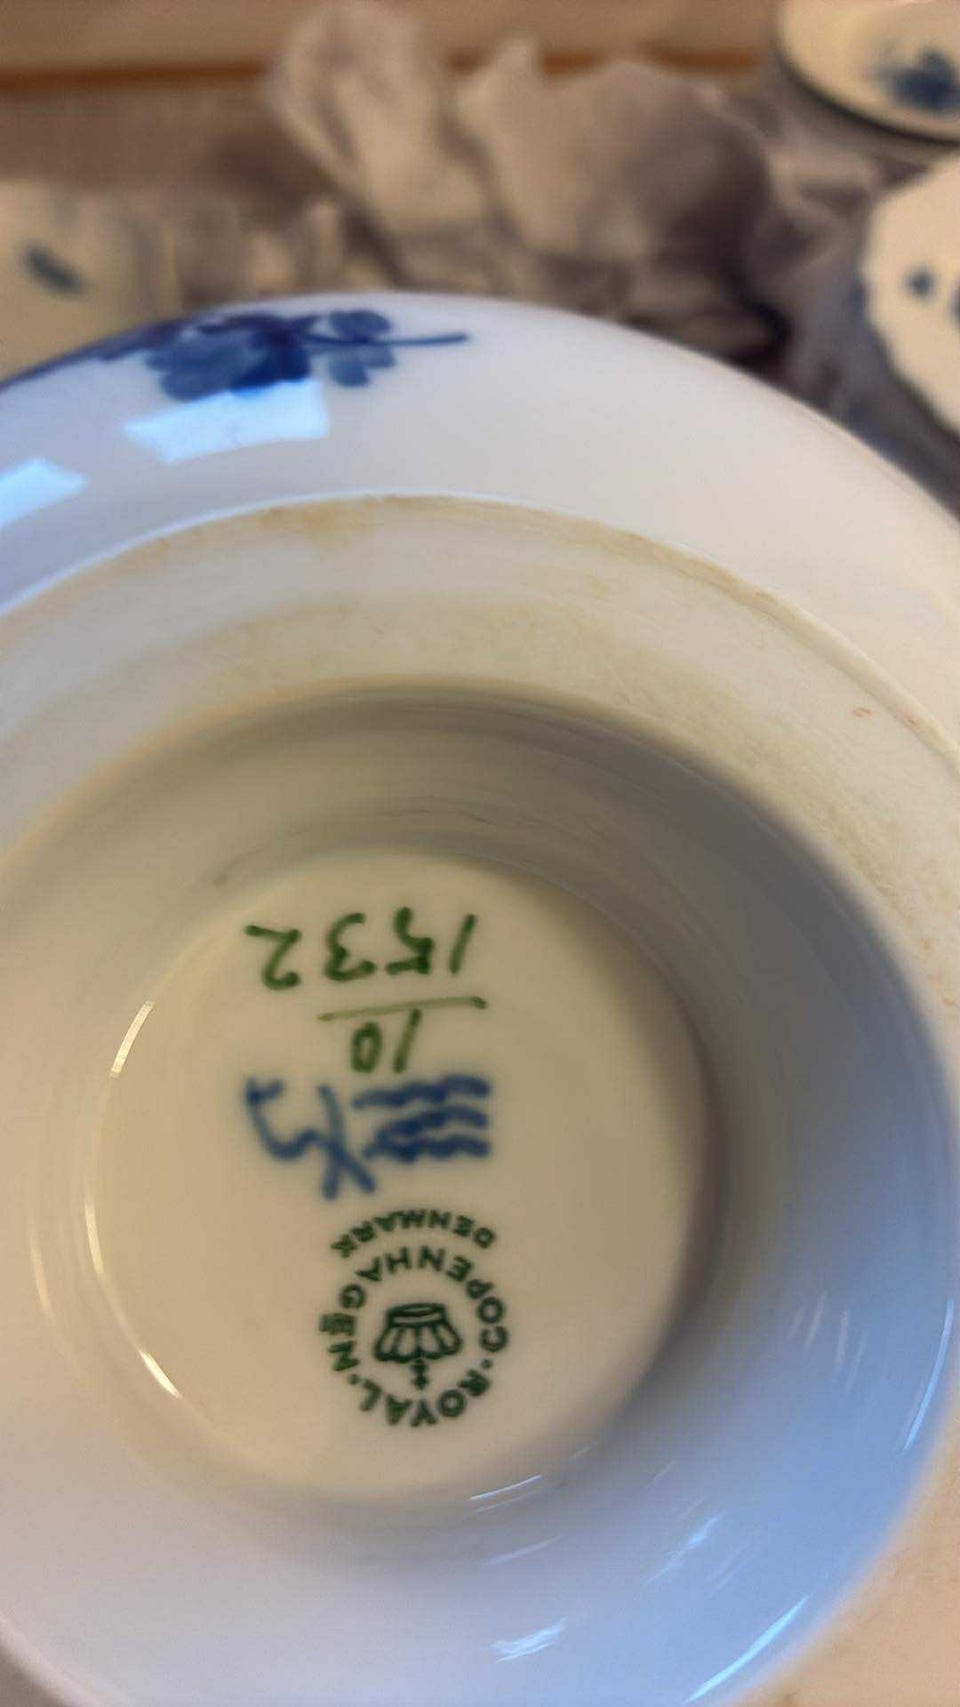 ROYAL · COPENHAGEN ·
DENMARK
10
1532